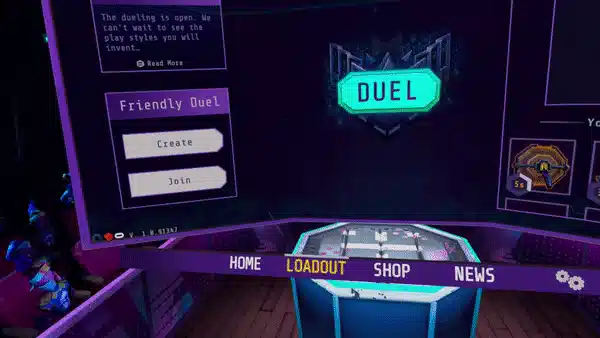 The dueling is open. We
can't wait to see the
play styles you will
invent…
Read More
Friendly Duel
Create
Join
DUEL
5s
HOME
LOADOUT
SHOP
NEWS